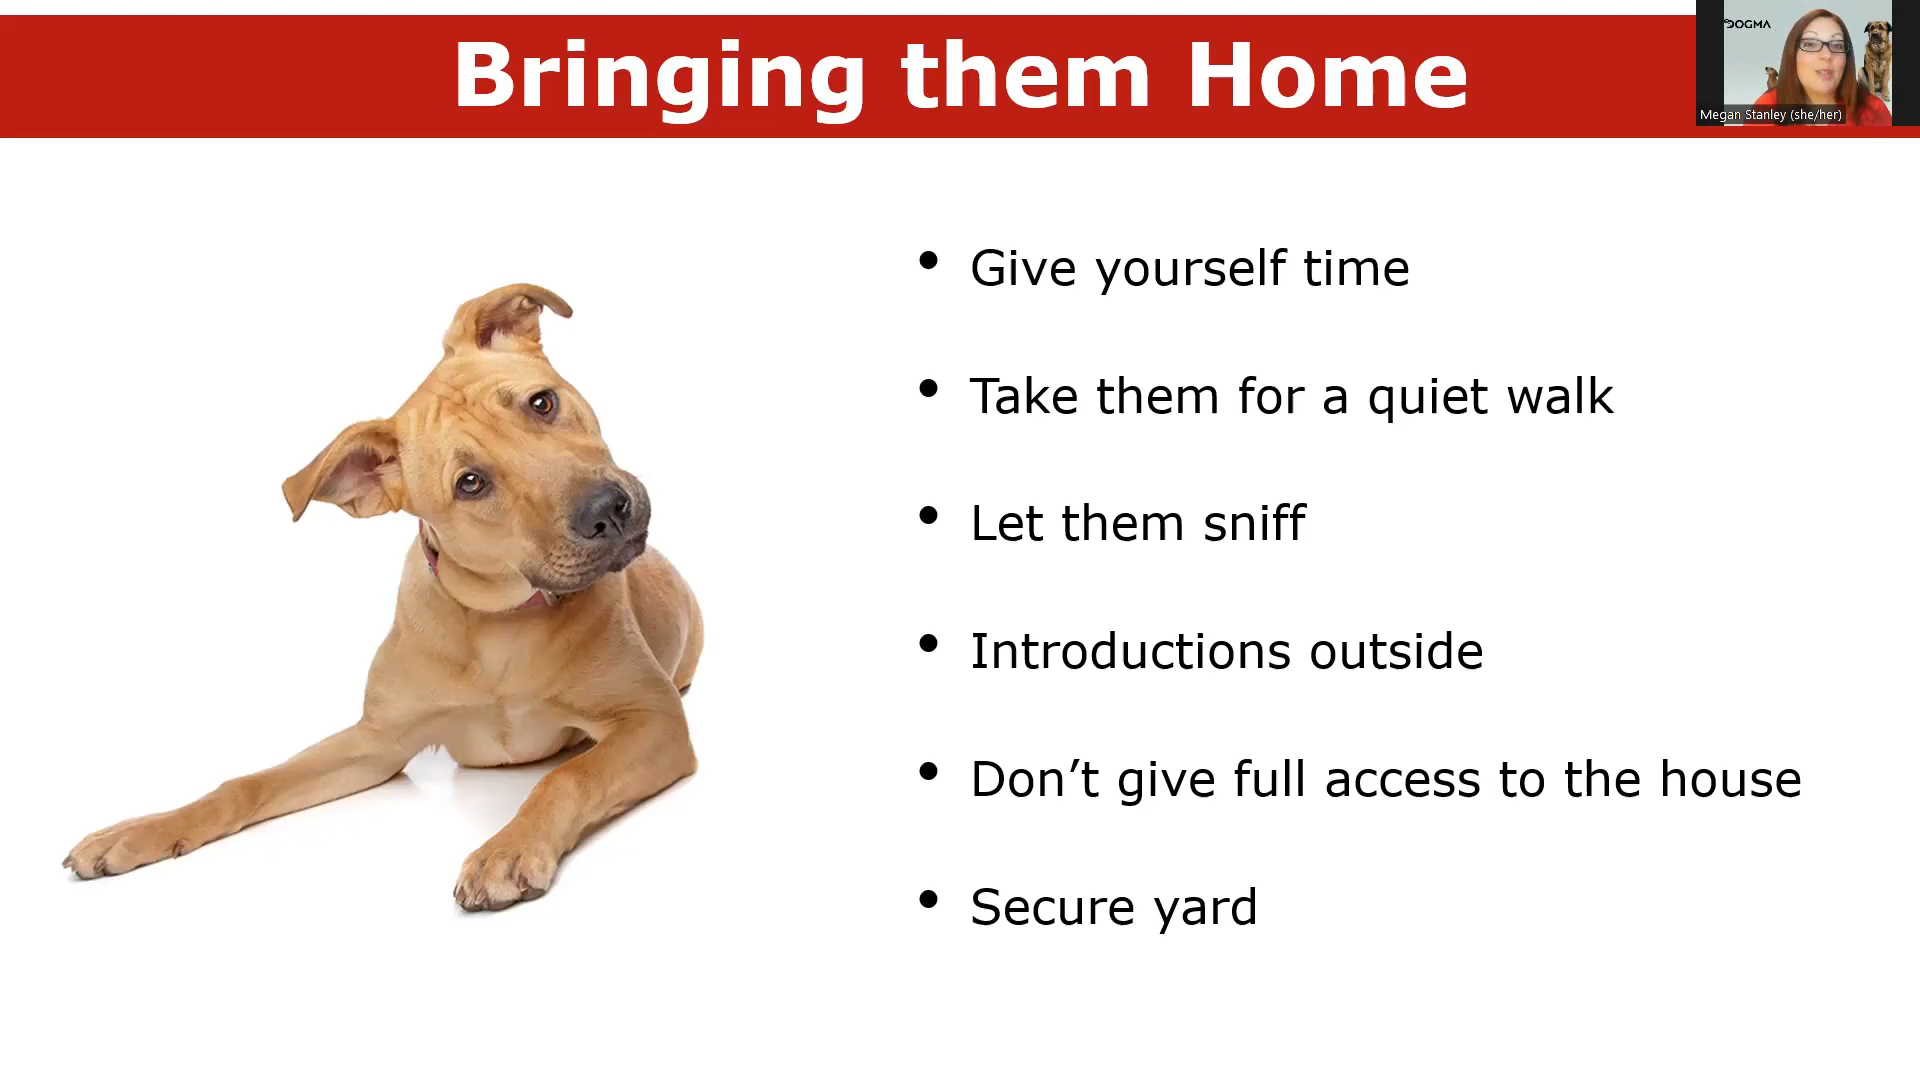 Bringing them Home
DOGMA
Megan Stanley (she/her)
• Give yourself time
• Take them for a quiet walk
• Let them sniff
• Introductions outside
• Don’t give full access to the house
• Secure yard